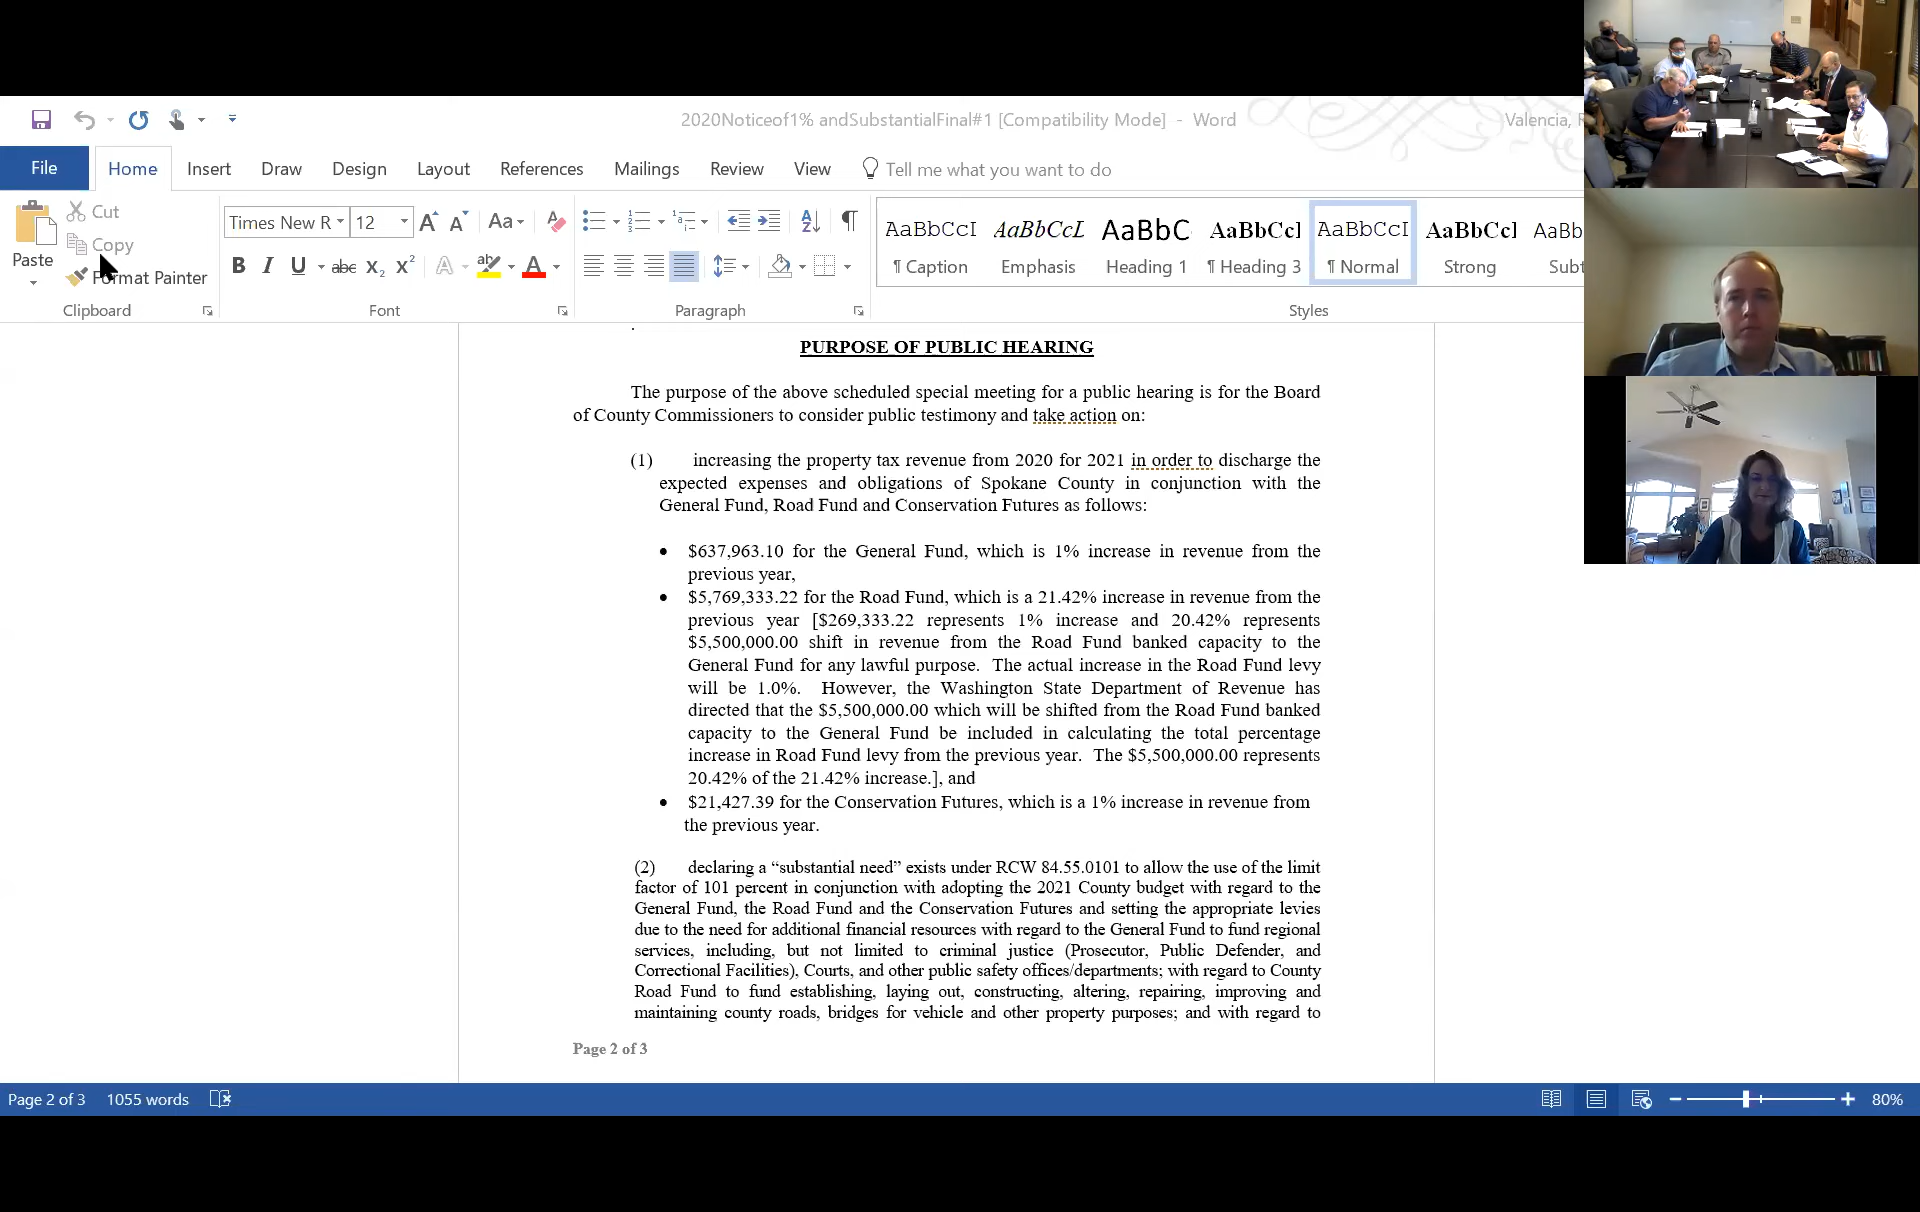 2020Noticeof1% andSubstantialFinal#1 [Compatibility Mode] - Word
Valencia, R
File Home Insert Draw Design Layout References Mailings Review View Tell me what you want to do
Paste
Cut
Copy
Format Painter
Clipboard
Times New R 12
Aa
B I U abc X₂ X²
Font
Paragraph
AaBbCcI AaBbCcL AaBbC AaBbCcI AaBbCcI AaBbCcI AaBb
¶ Caption Emphasis Heading 1 ¶ Heading 3 ¶ Normal Strong Subt
Styles
PURPOSE OF PUBLIC HEARING
The purpose of the above scheduled special meeting for a public hearing is for the Board
of County Commissioners to consider public testimony and take action on:
(1) increasing the property tax revenue from 2020 for 2021 in order to discharge the
expected expenses and obligations of Spokane County in conjunction with the
General Fund, Road Fund and Conservation Futures as follows:
• $637,963.10 for the General Fund, which is 1% increase in revenue from the
previous year,
• $5,769,333.22 for the Road Fund, which is a 21.42% increase in revenue from the
previous year [$269,333.22 represents 1% increase and 20.42% represents
$5,500,000.00 shift in revenue from the Road Fund banked capacity to the
General Fund for any lawful purpose. The actual increase in the Road Fund levy
will be 1.0%. However, the Washington State Department of Revenue has
directed that the $5,500,000.00 which will be shifted from the Road Fund banked
capacity to the General Fund be included in calculating the total percentage
increase in Road Fund levy from the previous year. The $5,500,000.00 represents
20.42% of the 21.42% increase.], and
• $21,427.39 for the Conservation Futures, which is a 1% increase in revenue from
the previous year.
(2) declaring a “substantial need” exists under RCW 84.55.0101 to allow the use of the limit
factor of 101 percent in conjunction with adopting the 2021 County budget with regard to the
General Fund, the Road Fund and the Conservation Futures and setting the appropriate levies
due to the need for additional financial resources with regard to the General Fund to fund regional
services, including, but not limited to criminal justice (Prosecutor, Public Defender, and
Correctional Facilities), Courts, and other public safety offices/departments; with regard to County
Road Fund to fund establishing, laying out, constructing, altering, repairing, improving and
maintaining county roads, bridges for vehicle and other property purposes; and with regard to
Page 2 of 3
Page 2 of 3 1055 words 80%